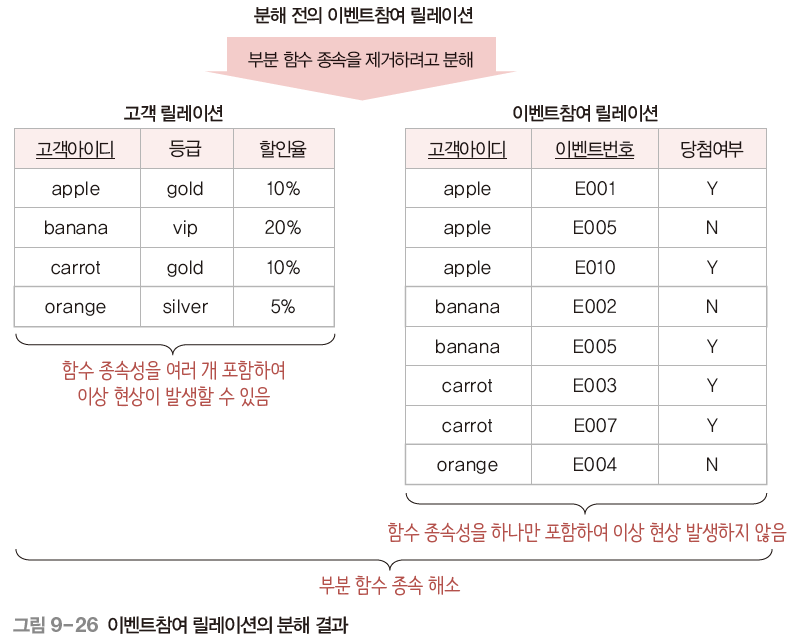 분해 전의 이벤트참여 릴레이션
부분 함수 종속을 제거하려고 분해
고객 릴레이션
고객아이디 등급 할인율
apple gold 10%
banana vip 20%
carrot gold 10%
orange silver 5%
함수 종속성을 여러 개 포함하여
이상 현상이 발생할 수 있음
이벤트참여 릴레이션
고객아이디 이벤트번호 당첨여부
apple E001 Y
apple E005 N
apple E010 Y
banana E002 N
banana E005 Y
carrot E003 Y
carrot E007 Y
orange E004 N
함수 종속성을 하나만 포함하여 이상 현상 발생하지 않음
부분 함수 종속 해소
그림 9-26 이벤트참여 릴레이션의 분해 결과